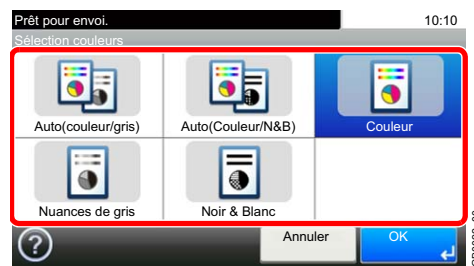 Prêt pour envoi. 10:10
Sélection couleurs
Auto(couleur/gris) Auto(Couleur/N&B) Couleur
Nuances de gris Noir & Blanc
? Annuler OK